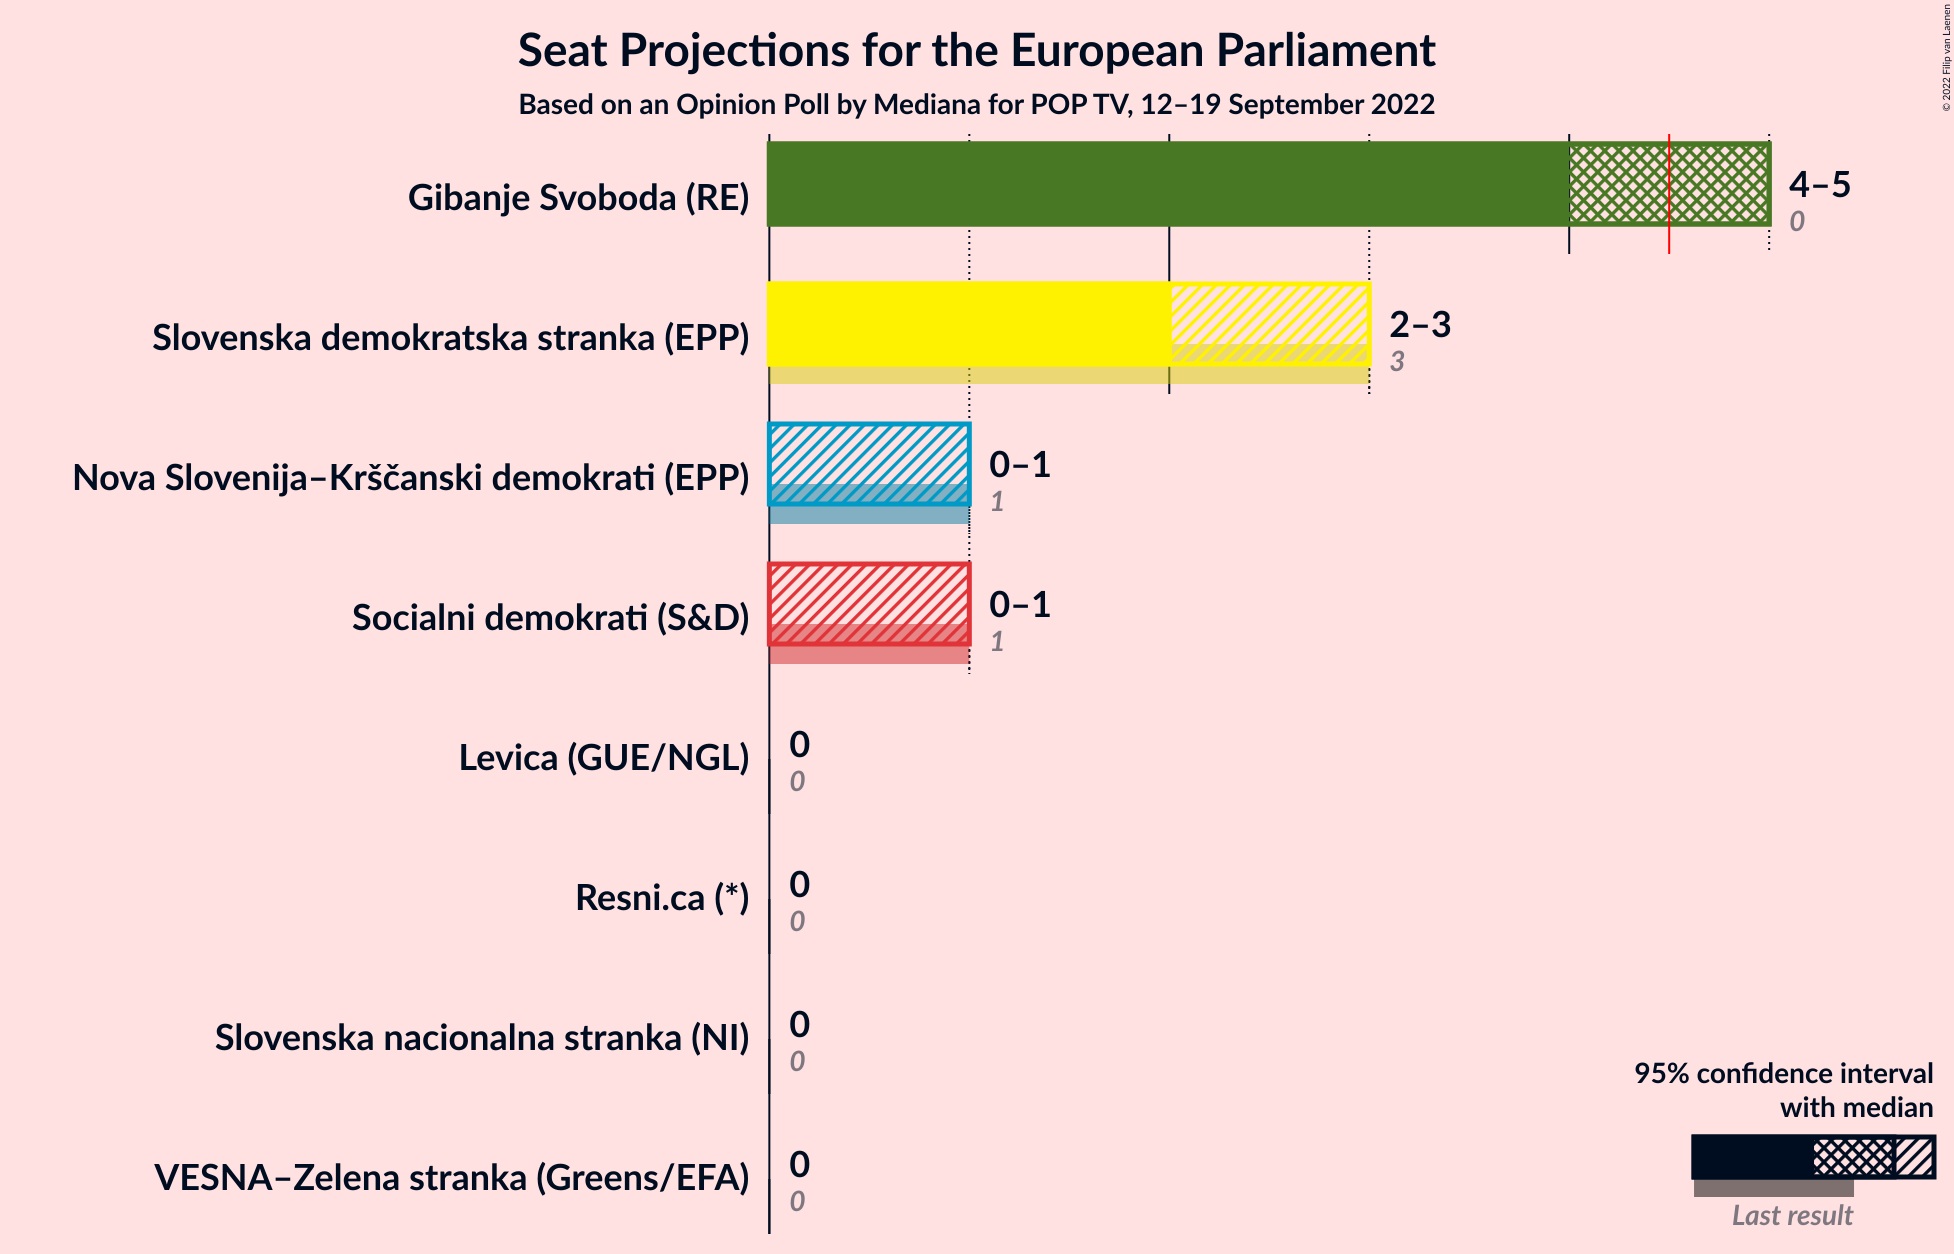 Seat Projections for the European Parliament
Based on an Opinion Poll by Mediana for POP TV, 12–19 September 2022
© 2022 Filip van Laenen
Gibanje Svoboda (RE)
4–5
0
Slovenska demokratska stranka (EPP)
2–3
3
Nova Slovenija–Krščanski demokrati (EPP)
0–1
1
Socialni demokrati (S&D)
0–1
1
Levica (GUE/NGL)
0
0
Resni.ca (*)
0
0
Slovenska nacionalna stranka (NI)
0
0
VESNA–Zelena stranka (Greens/EFA)
0
0
95% confidence interval
with median
Last result